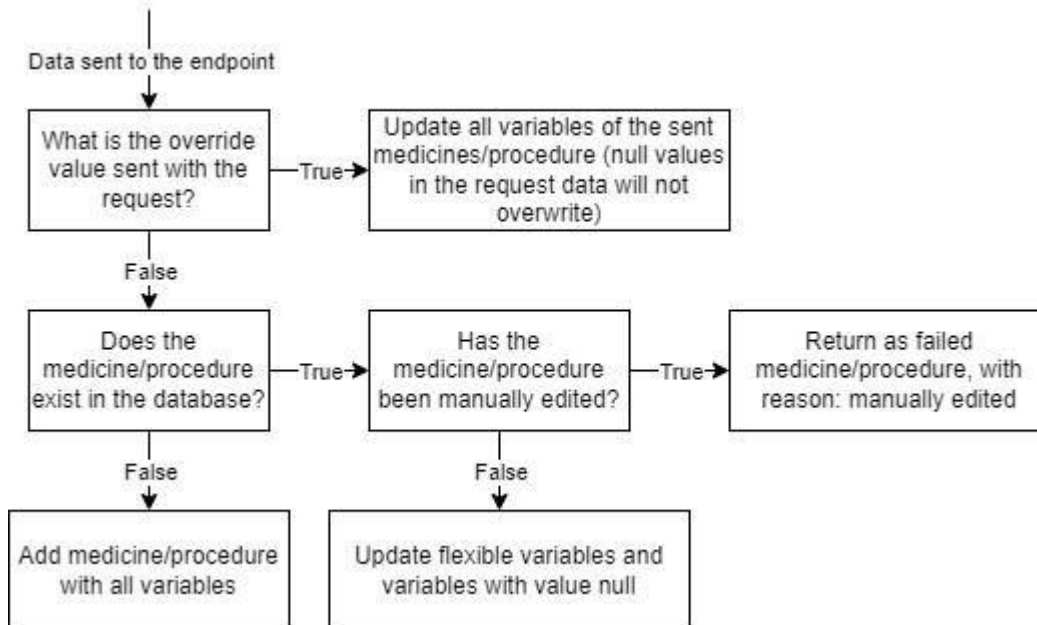 Data sent to the endpoint
What is the override
value sent with the
request?
True
Update all variables of the sent
medicines/procedure (null values
in the request data will not
overwrite)
False
Does the
medicine/procedure
exist in the database?
True
Has the
medicine/procedure
been manually edited?
True
Return as failed
medicine/procedure, with
reason: manually edited
False
False
Add medicine/procedure
with all variables
Update flexible variables and
variables with value null